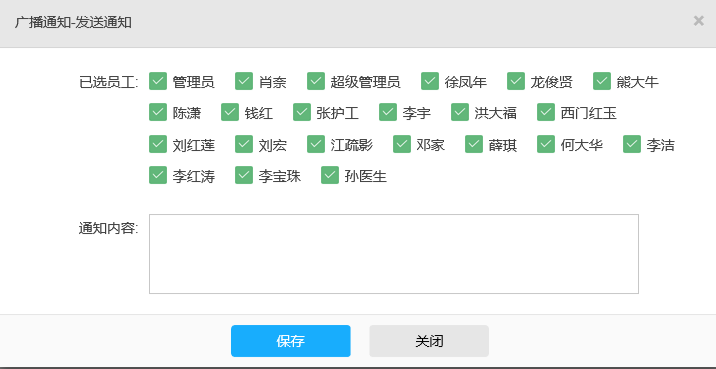 广播通知-发送通知
已选员工: 管理员 肖奈 超级管理员 徐凤年 龙俊贤 熊大牛
陈潇 钱红 张护工 李宇 洪大福 西门红玉
刘红莲 刘宏 江疏影 邓家 薛琪 何大华 李洁
李红涛 李宝珠 孙医生
通知内容:
保存 关闭